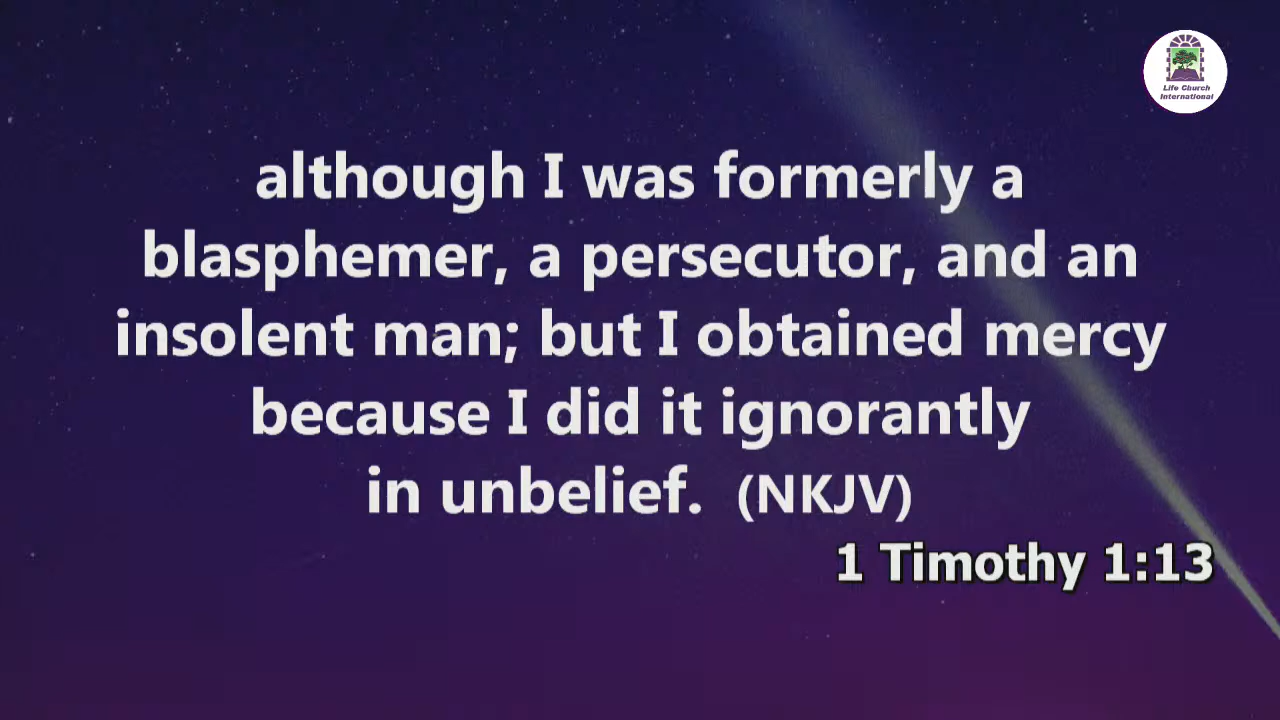 Life Church
International
although I was formerly a
blasphemer, a persecutor, and an
insolent man; but I obtained mercy
because I did it ignorantly
in unbelief. (NKJV)
1 Timothy 1:13